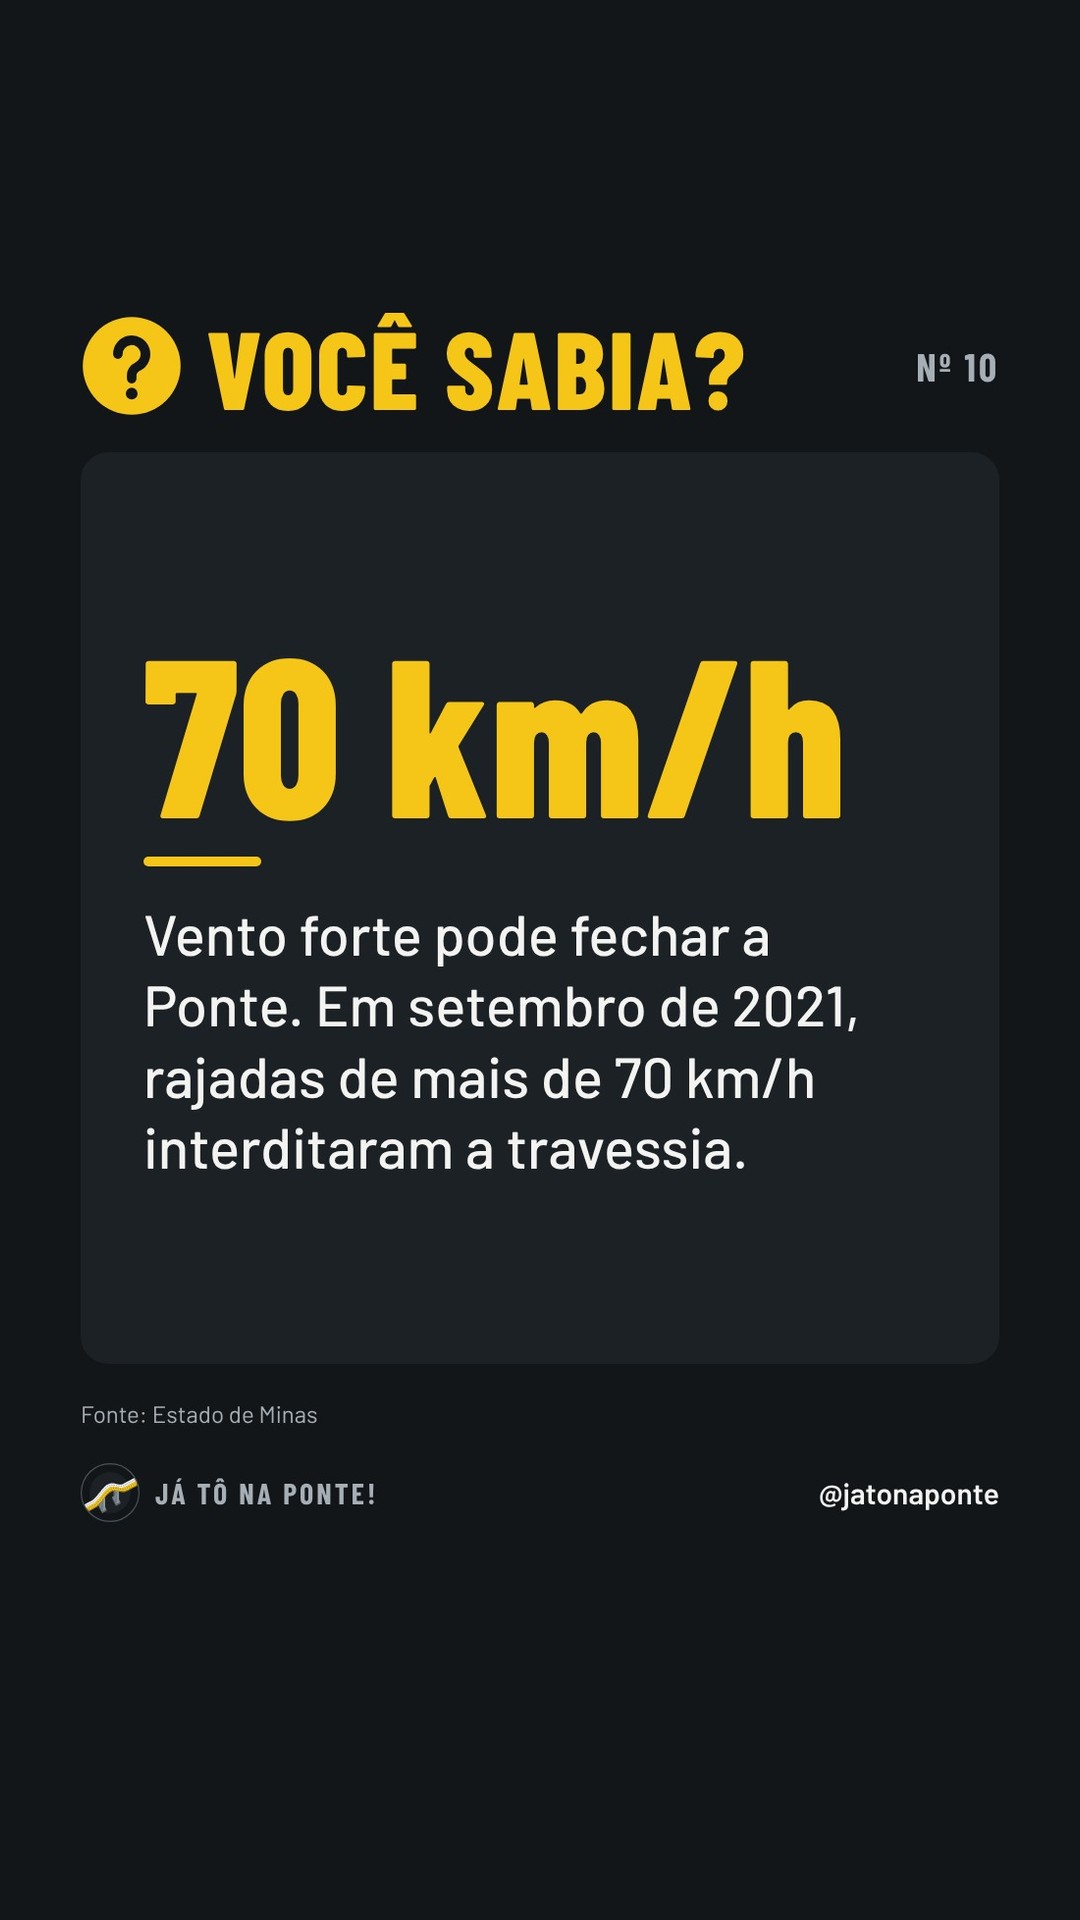 ? VOCÊ SABIA?
Nº 10
70 km/h
Vento forte pode fechar a
Ponte. Em setembro de 2021,
rajadas de mais de 70 km/h
interditaram a travessia.
Fonte: Estado de Minas
JÁ TÔ NA PONTE!
@jatonaponte